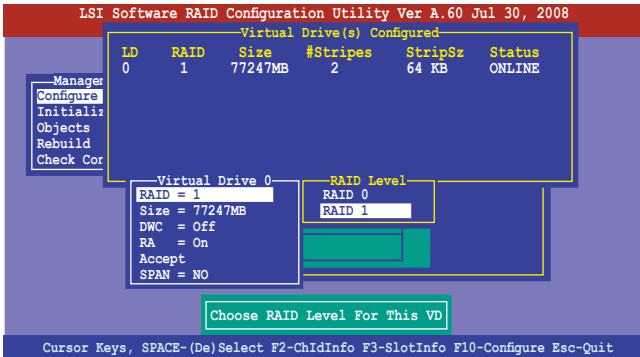 LSI Software RAID Configuration Utility Ver A.60 Jul 30, 2008
Virtual Drive(s) Configured
LD RAID Size #Stripes StripSz Status
0 1 77247MB 2 64 KB ONLINE
Configure
Objects
Rebuild
Check
Virtual Drive 0
RAID = 1
Size = 77247MB
DWC = Off
RA = On
Accept
SPAN = NO
RAID Level
RAID 0
RAID 1
Choose RAID Level For This VD
Cursor Keys, SPACE-(De)Select F2-ChIdInfo F3-SlotInfo F10-Configure Esc-Quit